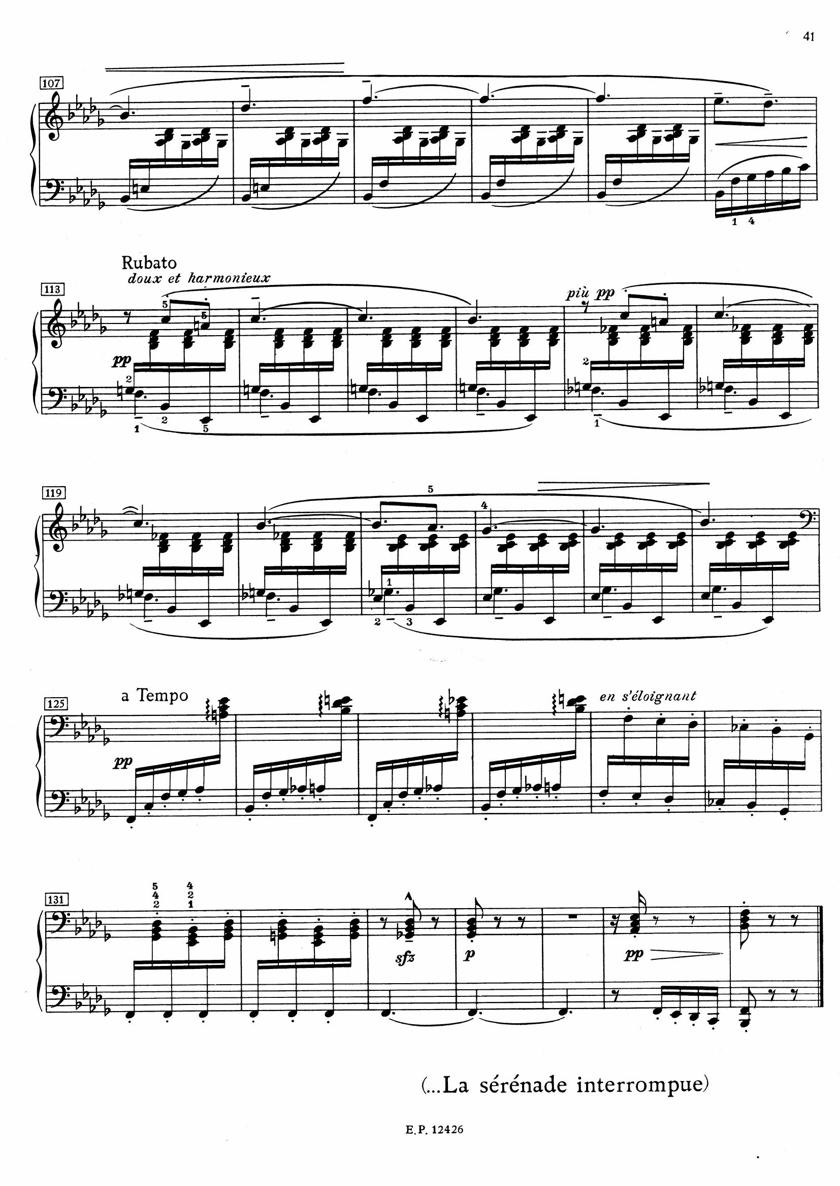 41
107
1 4
113
Rubato
doux et harmonieux
più pp
5
5
pp
2
2
1 2 5
1
119
5
4
1
2 3
125
a Tempo
en s'éloignant
pp
131
5 4
4 2
2 1
sfz p pp
(...La sérénade interrompue)
E.P. 12426